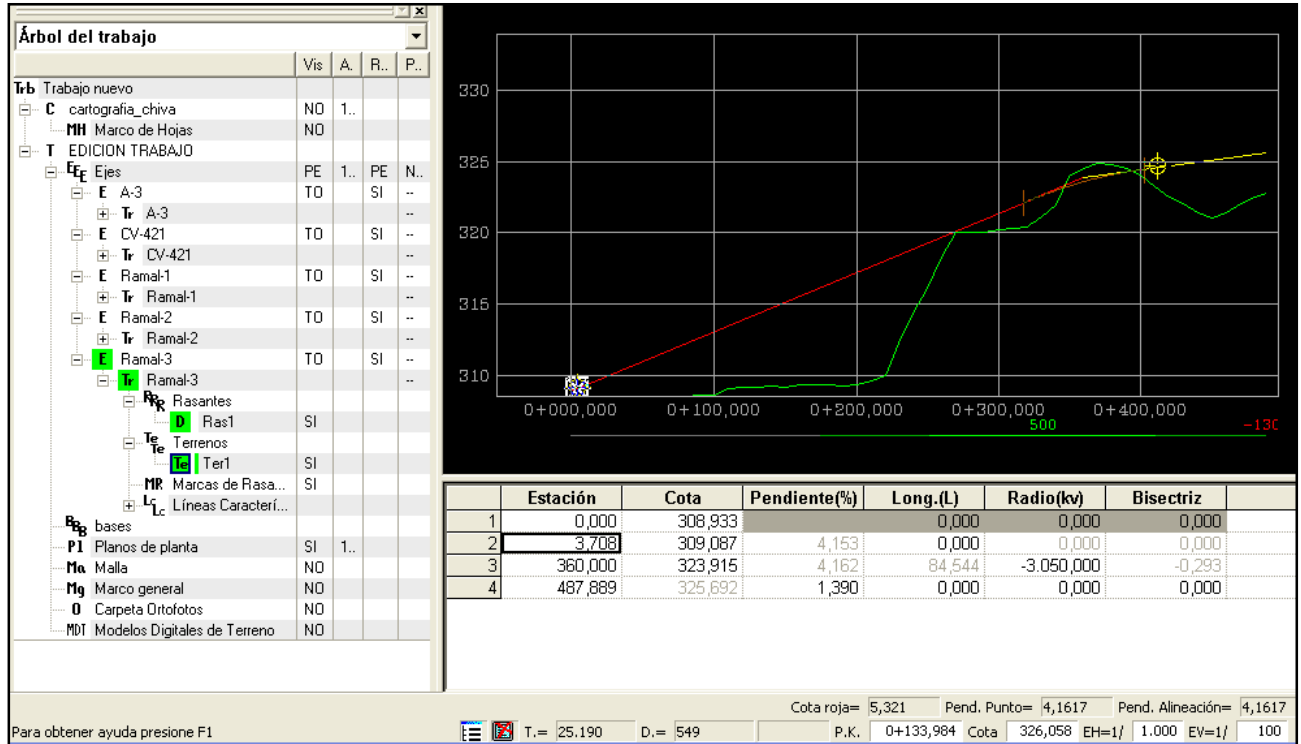 Árbol del trabajo
Vis A. R.. P..
Trb Trabajo nuevo
C cartografia_chiva NO 1..
MH Marco de Hojas NO
T EDICION TRABAJO
EEE Ejes PE 1.. PE N..
E A-3 TO SI --
Tr A-3 --
E CV-421 TO SI --
Tr CV-421 --
E Ramal-1 TO SI --
Tr Ramal-1 --
E Ramal-2 TO SI --
Tr Ramal-2 --
E Ramal-3 TO SI --
Tr Ramal-3 --
RRR Rasantes
D Ras1 SI
Te Te Terrenos
Te Ter1 SI
MR Marcas de Rasa... SI
LC LC Líneas Caracterí...
BBB bases
Pl Planos de planta SI 1..
Ma Malla NO
Mg Marco general NO
O Carpeta Ortofotos NO
MDT Modelos Digitales de Terreno NO
330
325
320
315
310
0+000,000 0+100,000 0+200,000 0+300,000 0+400,000
500 -130
Estación Cota Pendiente(%) Long.(L) Radio(kv) Bisectriz
1 0,000 308,933 0,000 0,000 0,000
2 3,708 309,087 4,153 0,000 0,000 0,000
3 360,000 323,915 4,162 84,544 -3.050,000 -0,293
4 487,889 325,692 1,390 0,000 0,000 0,000
Cota roja= 5,321 Pend. Punto= 4,1617 Pend. Alineación= 4,1617
Para obtener ayuda presione F1 T.= 25.190 D.= 549 P.K. 0+133,984 Cota 326,058 EH=1/ 1.000 EV=1/ 100